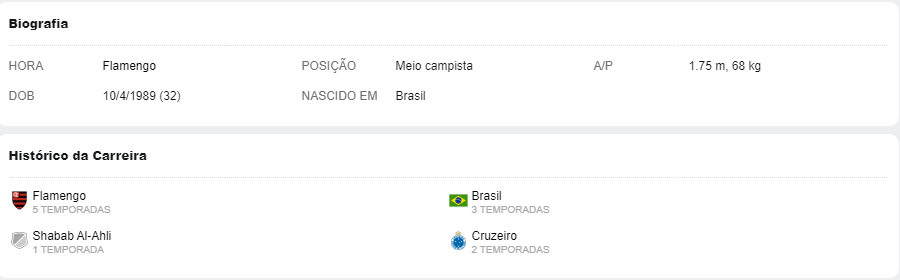 Biografia
HORA Flamengo POSIÇÃO Meio campista A/P 1.75 m, 68 kg
DOB 10/4/1989 (32) NASCIDO EM Brasil
Histórico da Carreira
Flamengo Brasil
5 TEMPORADAS 3 TEMPORADAS
Shabab Al-Ahli Cruzeiro
1 TEMPORADA 2 TEMPORADAS